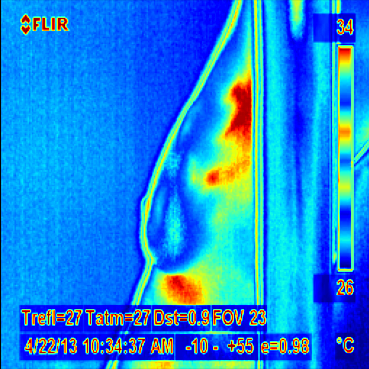 FLIR
34
26
Trefl=27 Tatm=27 Dst=0.9 FOV 23
4/22/13 10:34:37 AM -10 - +55 e=0.98 °C